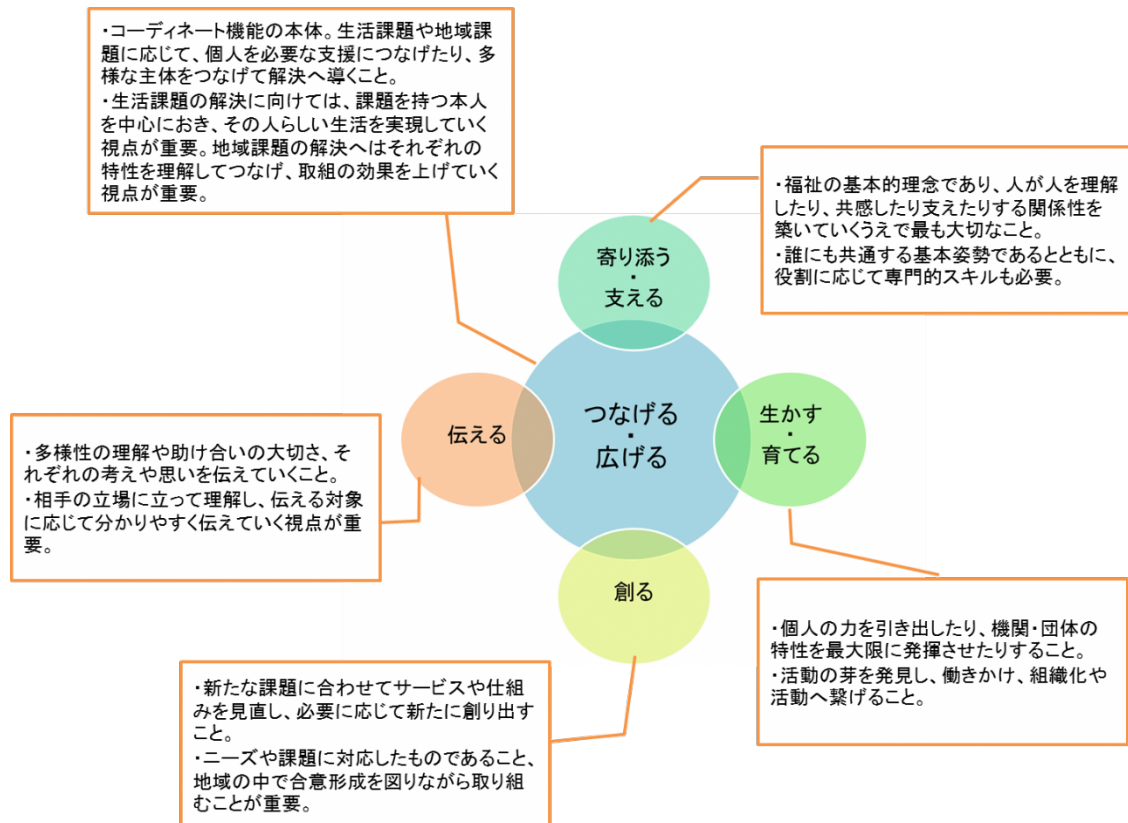 ・コーディネート機能の本体。生活課題や地域課
題に応じて、個人を必要な支援につなげたり、多
様な主体をつなげて解決へ導くこと。
・生活課題の解決に向けては、課題を持つ本人
を中心におき、その人らしい生活を実現していく
視点が重要。地域課題の解決へはそれぞれの
特性を理解してつなげ、取組の効果を上げていく
視点が重要。
・福祉の基本的理念であり、人が人を理解
したり、共感したり支えたりする関係性を
築いていくうえで最も大切なこと。
・誰にも共通する基本姿勢であるとともに、
役割に応じて専門的スキルも必要。
寄り添う
・
支える
つなげる
・
広げる
伝える
生かす
・
育てる
創る
・多様性の理解や助け合いの大切さ、そ
れぞれの考えや思いを伝えていくこと。
・相手の立場に立って理解し、伝える対象
に応じて分かりやすく伝えていく視点が重
要。
・個人の力を引き出したり、機関・団体の
特性を最大限に発揮させたりすること。
・活動の芽を発見し、働きかけ、組織化や
活動へ繋げること。
・新たな課題に合わせてサービスや仕組
みを見直し、必要に応じて新たに創り出す
こと。
・ニーズや課題に対応したものであること、
地域の中で合意形成を図りながら取り組
むことが重要。